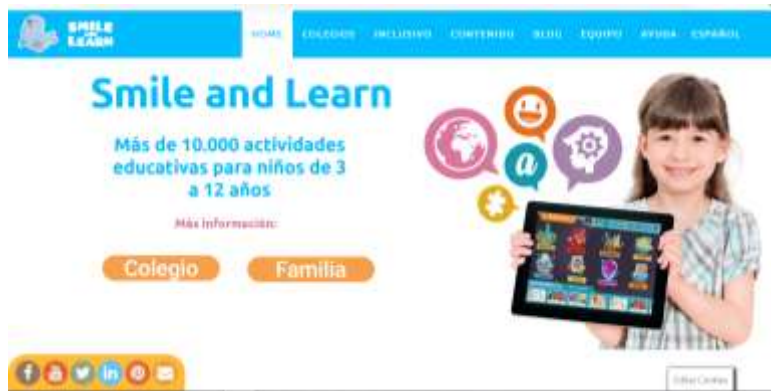 SMILE
and
LEARN
HOME COLEGIOS INCLUSIVO CONTENIDO BLOG EQUIPO AYUDA ESPAÑOL
Smile and Learn
Más de 10.000 actividades
educativas para niños de 3
a 12 años
Más información:
Colegio Familia
a